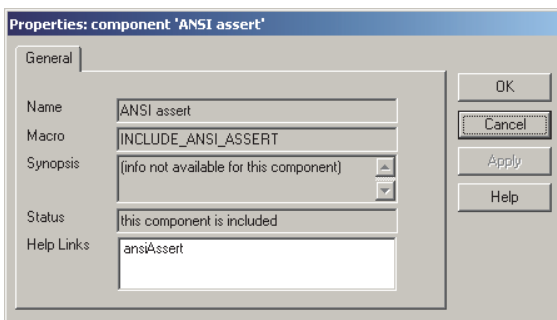 Properties: component 'ANSI assert'
General
Name
ANSI assert
Macro
INCLUDE_ANSI_ASSERT
Synopsis
(info not available for this component)
Status
this component is included
Help Links
ansiAssert
OK
Cancel
Apply
Help